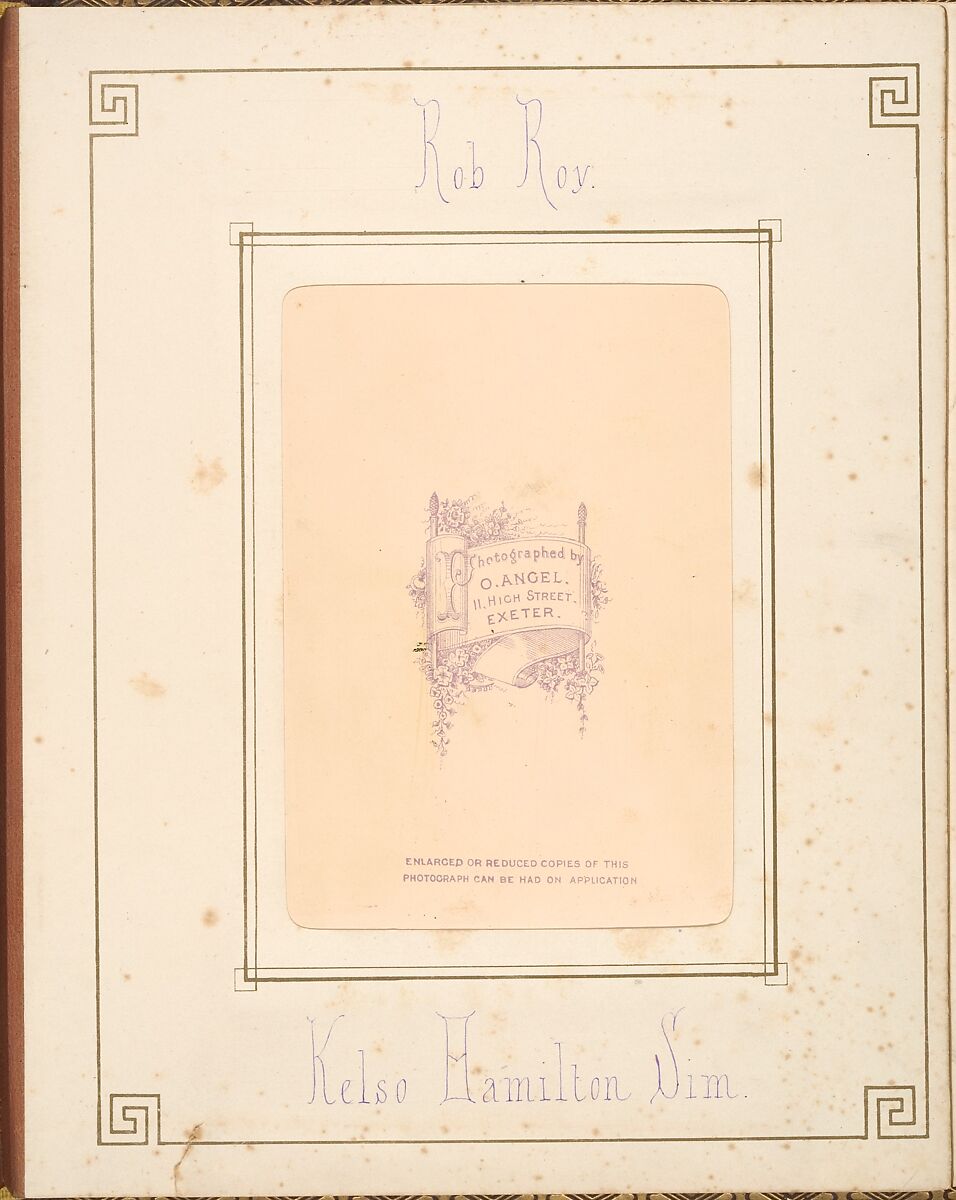 Rob Roy.
Photographed by
O. ANGEL.
11. HIGH STREET.
EXETER.
ENLARGED OR REDUCED COPIES OF THIS
PHOTOGRAPH CAN BE HAD ON APPLICATION
Kelso Hamilton Sim.